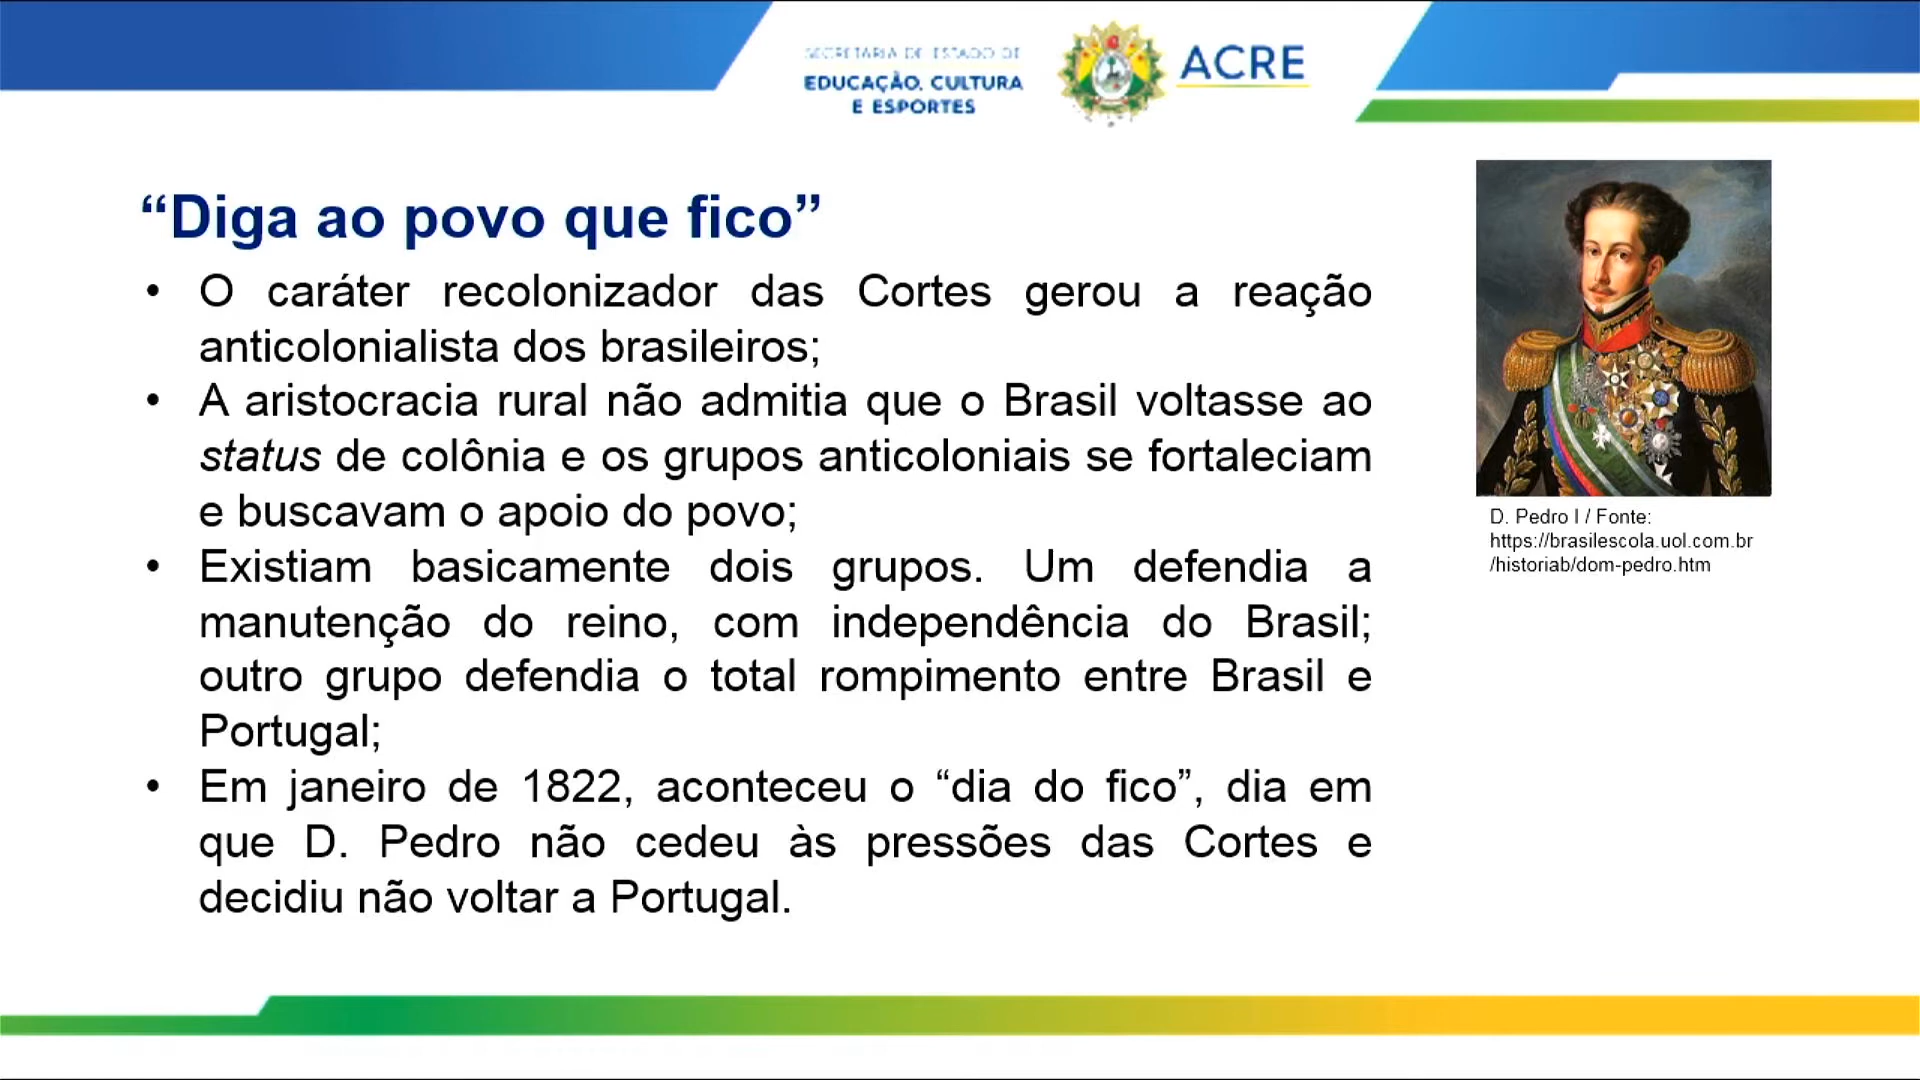 SECRETARIA DE ESTADO DE
EDUCAÇÃO, CULTURA
E ESPORTES
ACRE
“Diga ao povo que fico”
• O caráter recolonizador das Cortes gerou a reação
anticolonialista dos brasileiros;
• A aristocracia rural não admitia que o Brasil voltasse ao
status de colônia e os grupos anticoloniais se fortaleciam
e buscavam o apoio do povo;
• Existiam basicamente dois grupos. Um defendia a
manutenção do reino, com independência do Brasil;
outro grupo defendia o total rompimento entre Brasil e
Portugal;
• Em janeiro de 1822, aconteceu o “dia do fico”, dia em
que D. Pedro não cedeu às pressões das Cortes e
decidiu não voltar a Portugal.
D. Pedro I / Fonte:
https://brasilescola.uol.com.br
/historiab/dom-pedro.htm